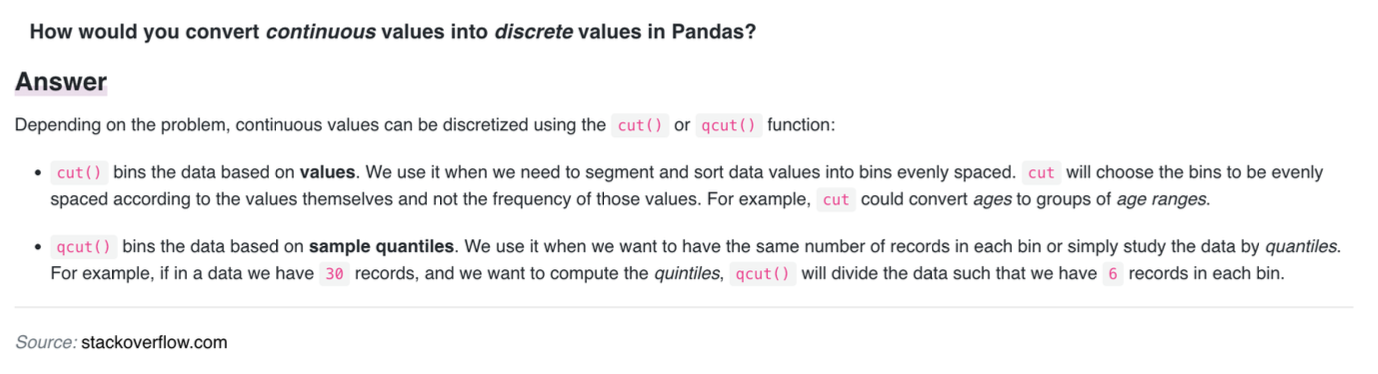 How would you convert continuous values into discrete values in Pandas?
Answer
Depending on the problem, continuous values can be discretized using the cut() or qcut() function:
• cut() bins the data based on values. We use it when we need to segment and sort data values into bins evenly spaced. cut will choose the bins to be evenly
spaced according to the values themselves and not the frequency of those values. For example, cut could convert ages to groups of age ranges.
• qcut() bins the data based on sample quantiles. We use it when we want to have the same number of records in each bin or simply study the data by quantiles.
For example, if in a data we have 30 records, and we want to compute the quintiles, qcut() will divide the data such that we have 6 records in each bin.
Source: stackoverflow.com